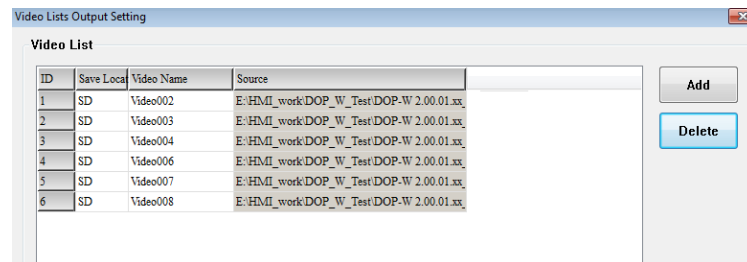 Video Lists Output Setting
Video List
ID Save Locat Video Name Source
1 SD Video002 E:\HMI_work\DOP_W_Test\DOP-W 2.00.01.xx_
2 SD Video003 E:\HMI_work\DOP_W_Test\DOP-W 2.00.01.xx_
3 SD Video004 E:\HMI_work\DOP_W_Test\DOP-W 2.00.01.xx_
4 SD Video006 E:\HMI_work\DOP_W_Test\DOP-W 2.00.01.xx_
5 SD Video007 E:\HMI_work\DOP_W_Test\DOP-W 2.00.01.xx_
6 SD Video008 E:\HMI_work\DOP_W_Test\DOP-W 2.00.01.xx_
Add
Delete